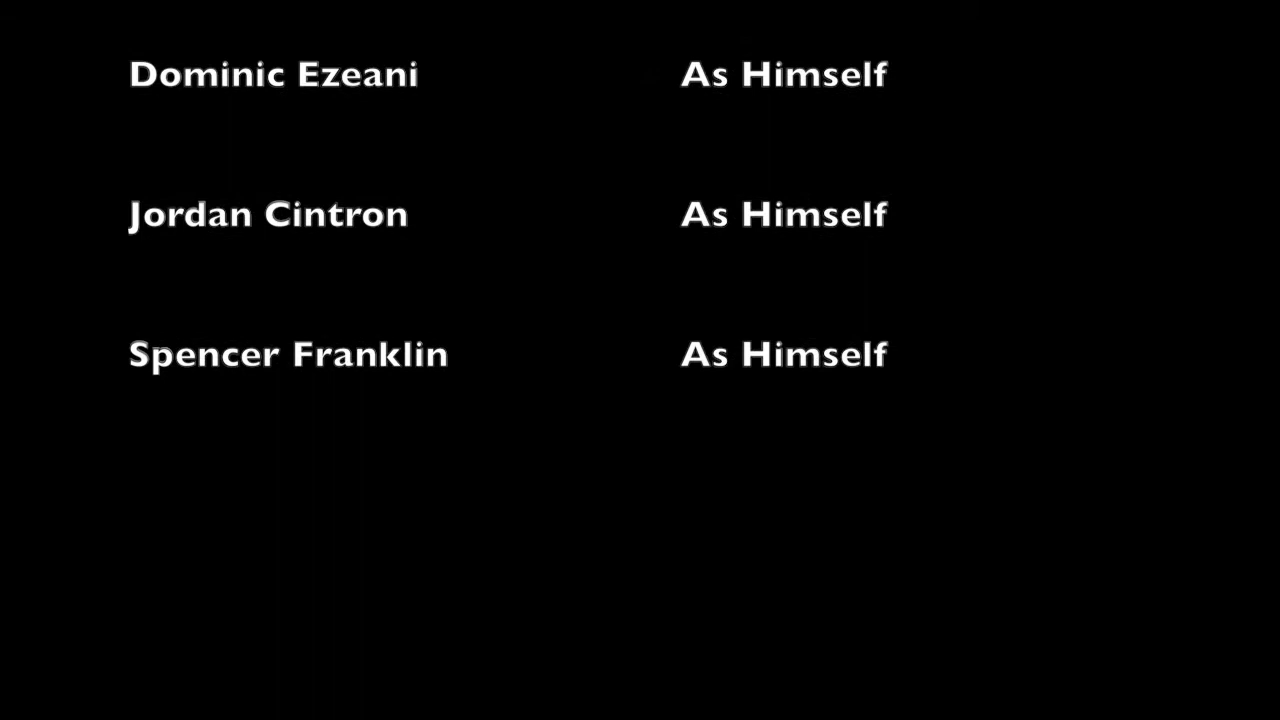 Dominic Ezeani As Himself
Jordan Cintron As Himself
Spencer Franklin As Himself